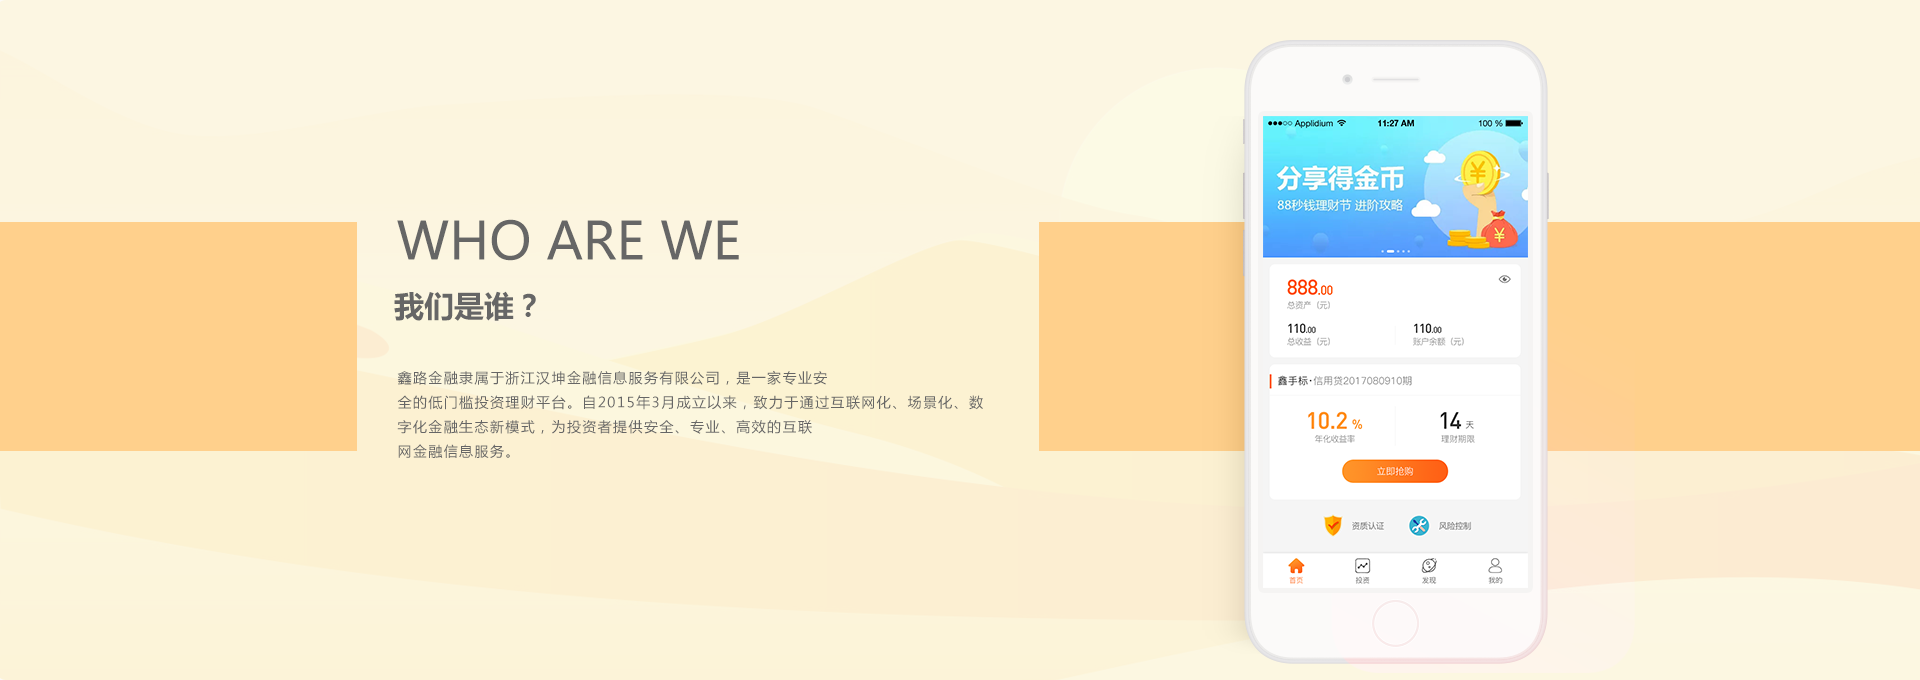 WHO ARE WE
我们是谁？
鑫路金融隶属于浙江汉坤金融信息服务有限公司，是一家专业安
全的低门槛投资理财平台。自2015年3月成立以来，致力于通过互联网化、场景化、数
字化金融生态新模式，为投资者提供安全、专业、高效的互联
网金融信息服务。
Applidium 11:27 AM 100 %
分享得金币
88秒钱理财节 进阶攻略
888.00
总资产（元）
110.00 110.00
总收益（元） 账户余额（元）
鑫手标·信用贷2017080910期
10.2 % 14 天
年化收益率 理财期限
立即抢购
资质认证 风险控制
首页 投资 发现 我的